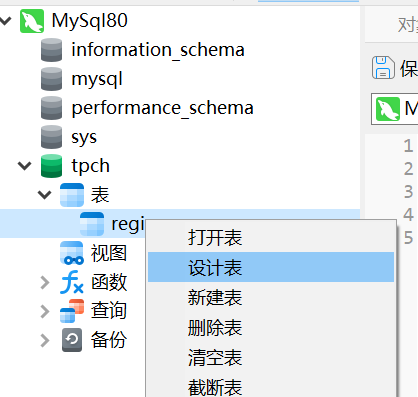 MySql80
information_schema
mysql
performance_schema
sys
tpch
表
视图
函数
查询
备份
打开表
设计表
新建表
删除表
清空表
截断表
保
M
1
2
3
4
5